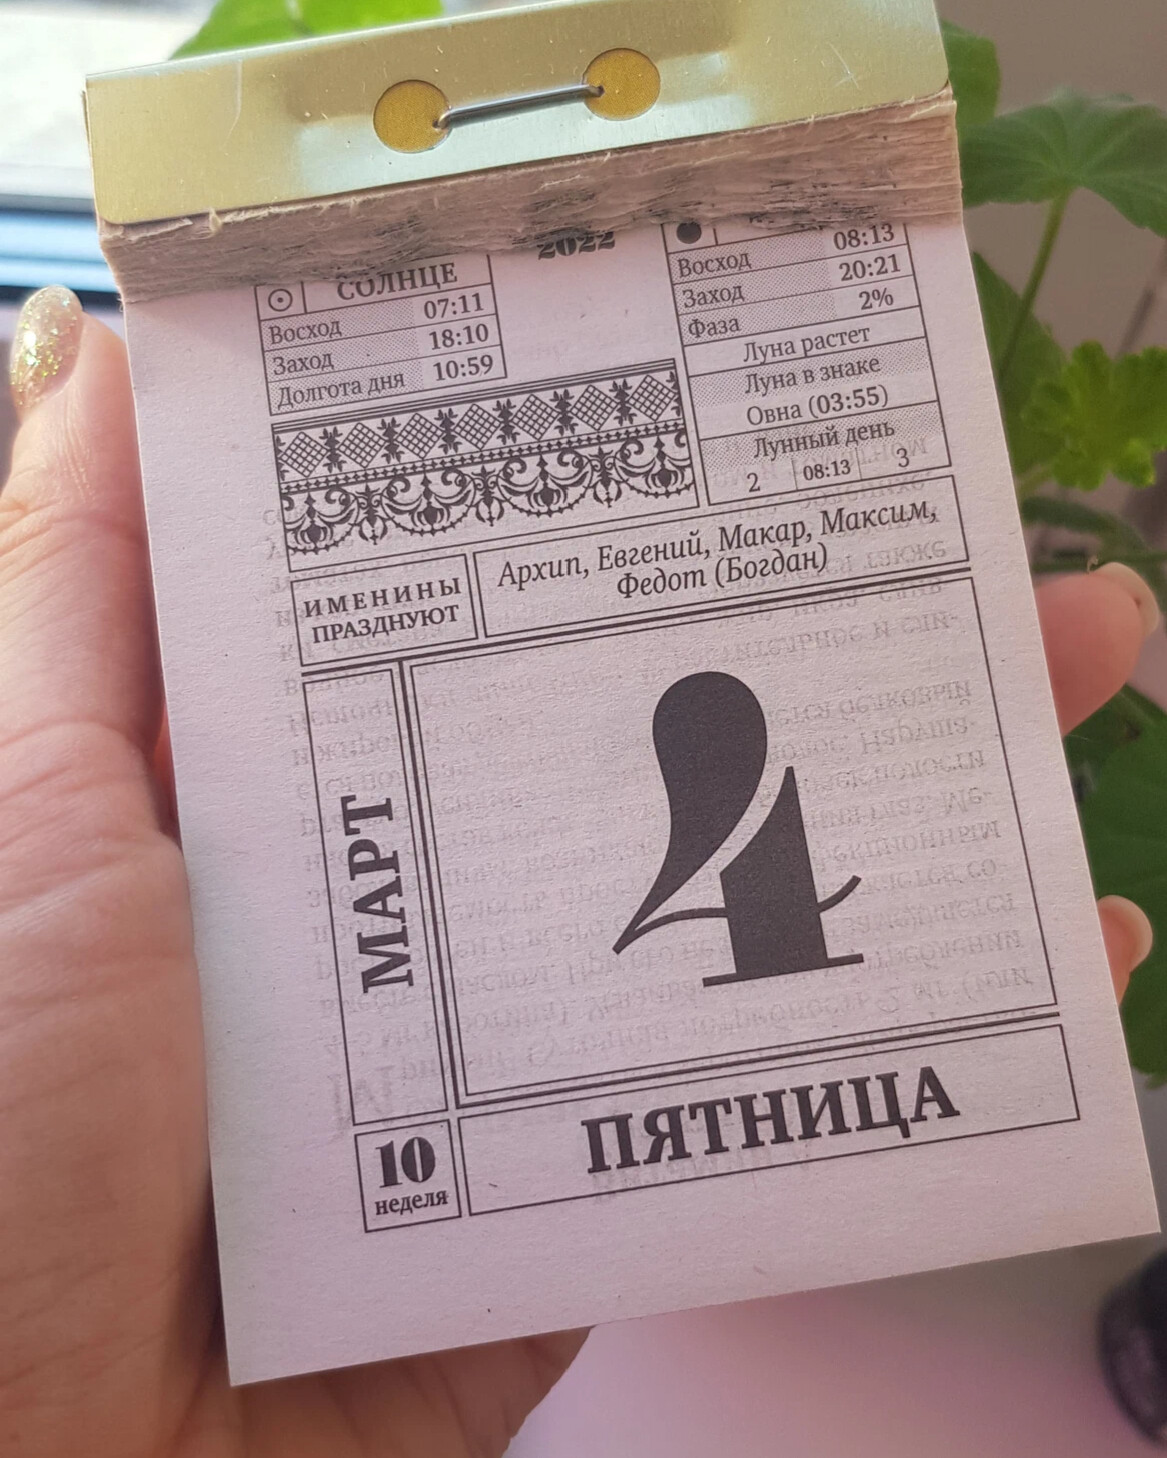 2022
СОЛНЦЕ
Восход 07:11
Заход 18:10
Долгота дня 10:59
Восход 08:13
Заход 20:21
Фаза 2%
Луна растет
Луна в знаке
Овна (03:55)
Лунный день
2 08:13 3
ИМЕНИНЫ
ПРАЗДНУЮТ
Архип, Евгений, Макар, Максим,
Федот (Богдан)
МАРТ
4
10
неделя
ПЯТНИЦА